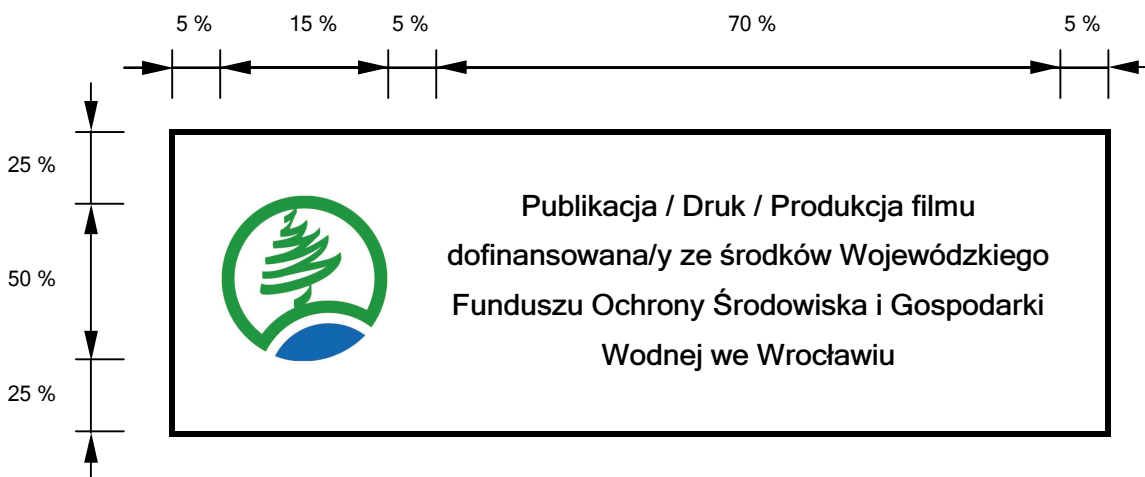 5 % 15 % 5 % 70 % 5 %
25 %
50 %
25 %
Publikacja / Druk / Produkcja filmu
dofinansowana/y ze środków Wojewódzkiego
Funduszu Ochrony Środowiska i Gospodarki
Wodnej we Wrocławiu